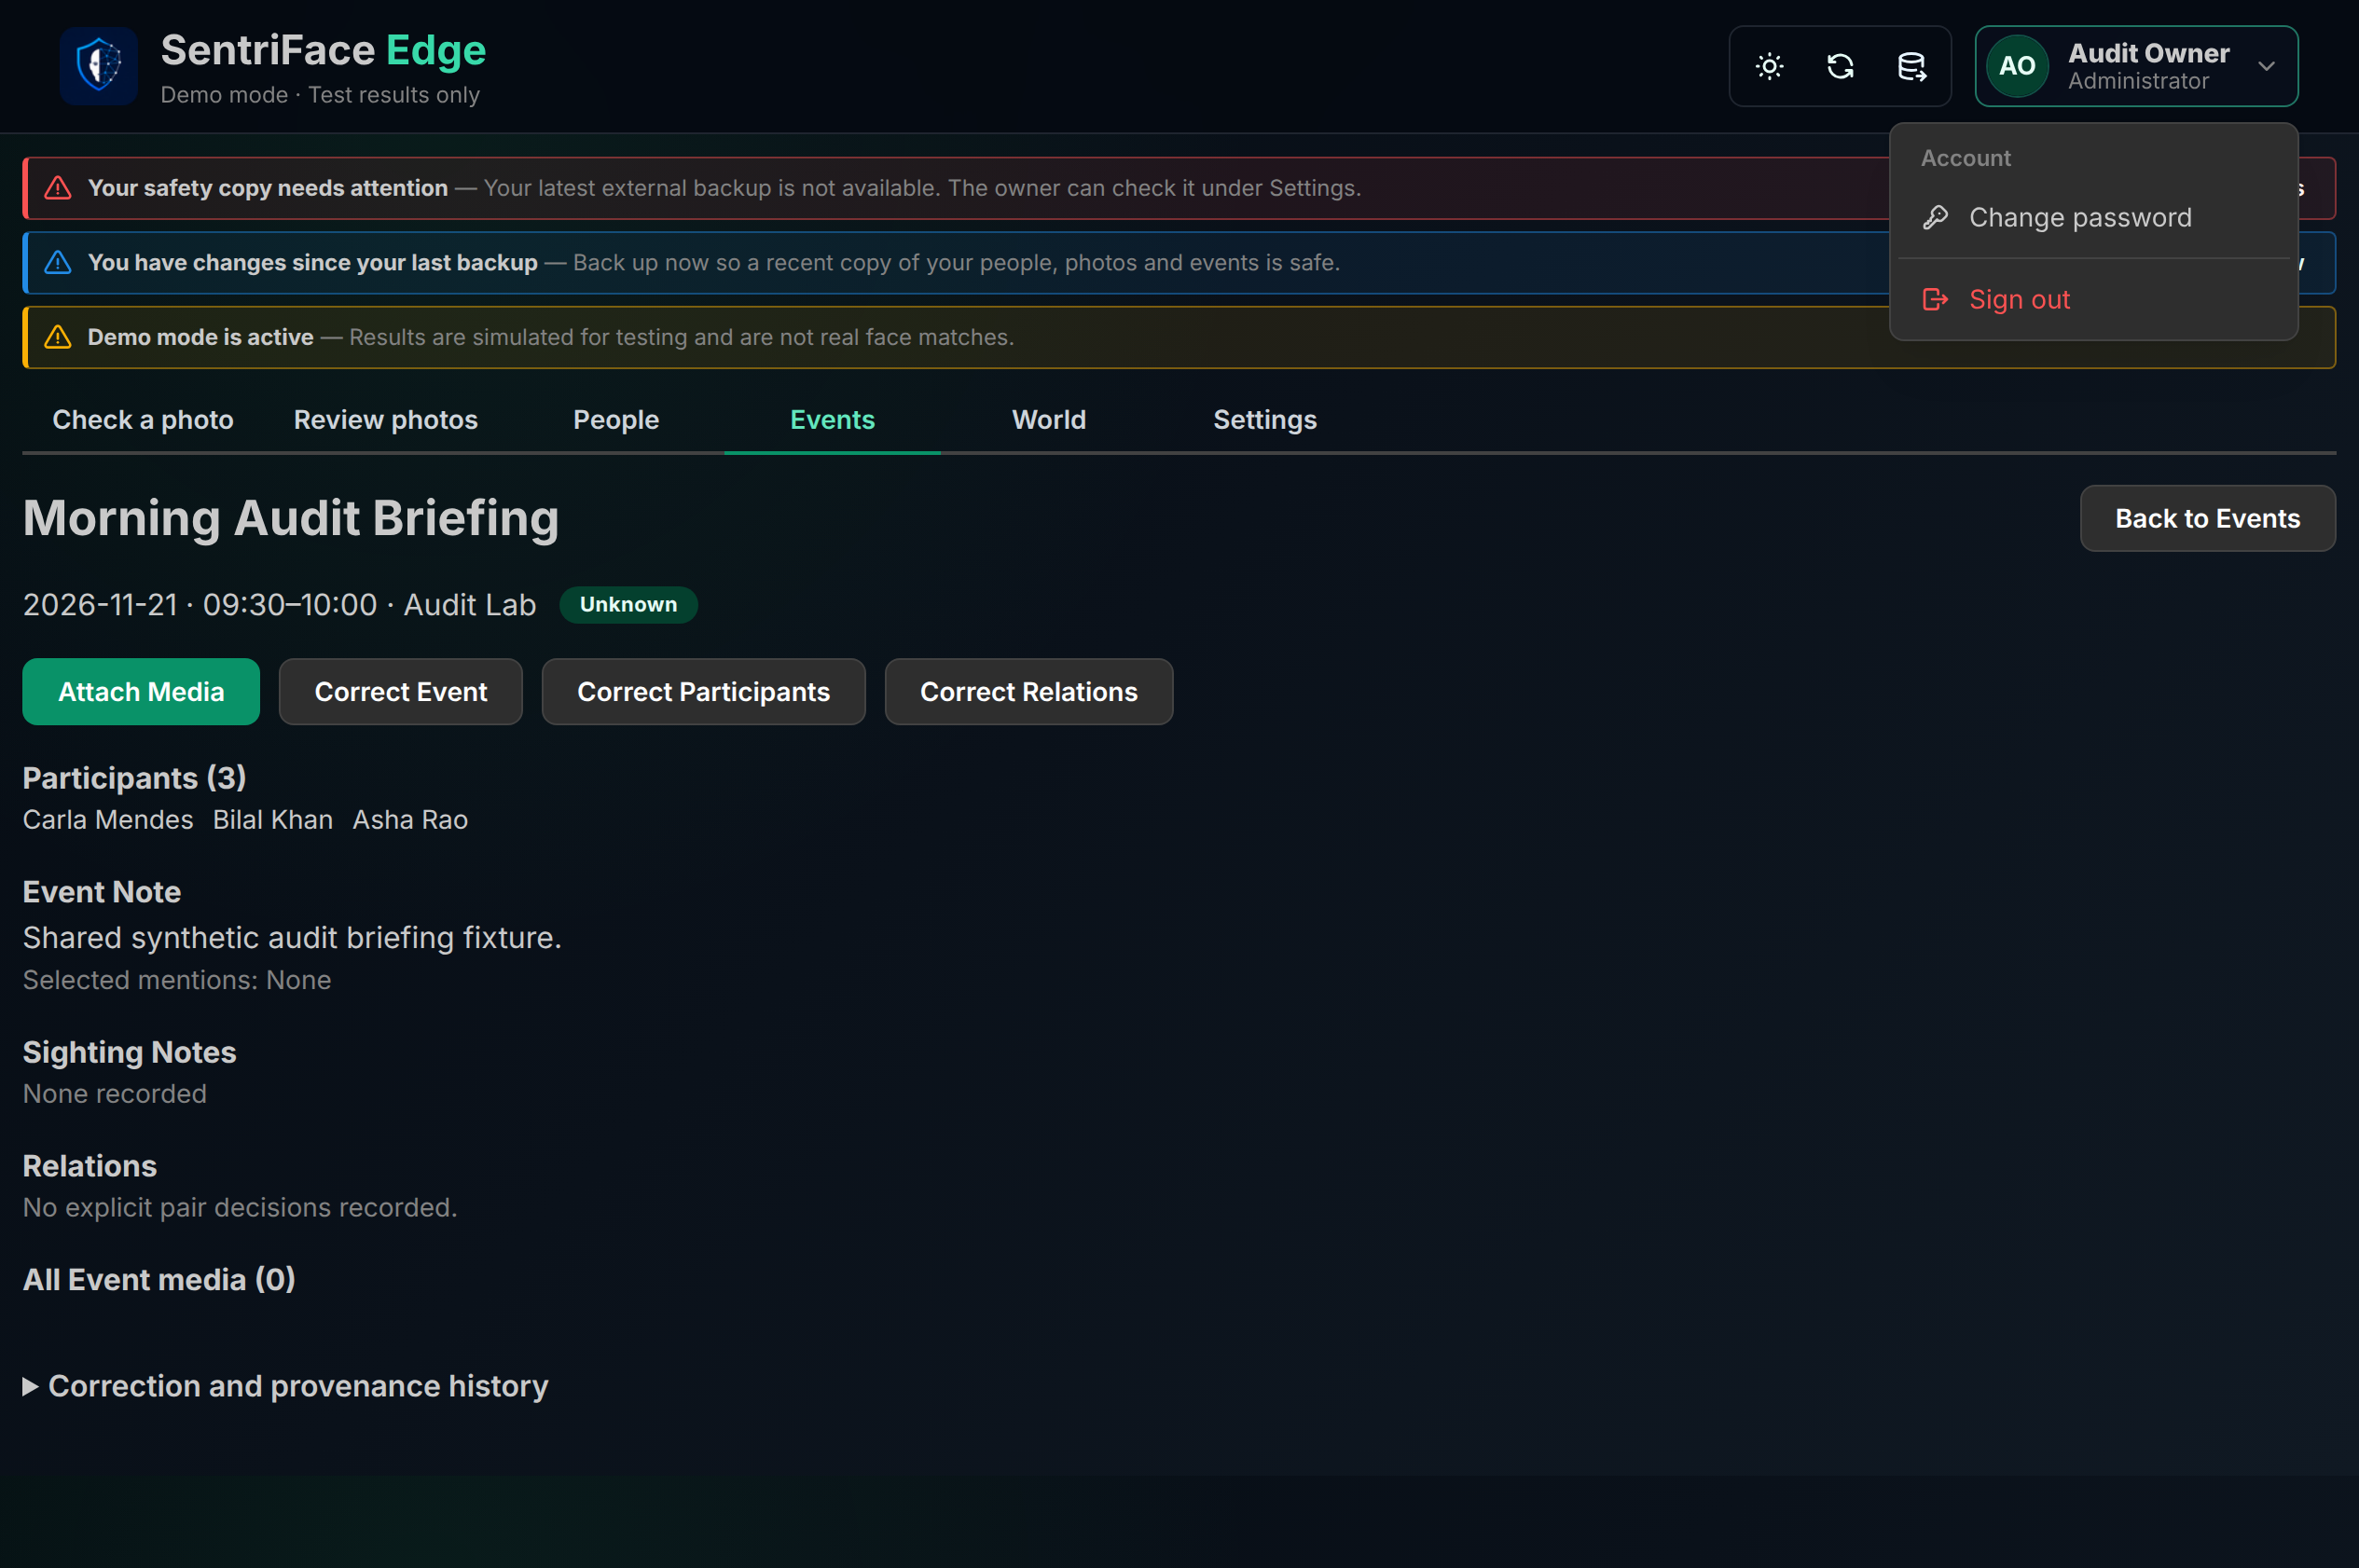 SentriFace Edge
Demo mode · Test results only
AO
Audit Owner
Administrator
Account
Change password
Sign out
Your safety copy needs attention — Your latest external backup is not available. The owner can check it under Settings.
You have changes since your last backup — Back up now so a recent copy of your people, photos and events is safe.
Demo mode is active — Results are simulated for testing and are not real face matches.
Check a photo Review photos People Events World Settings
Morning Audit Briefing
Back to Events
2026-11-21 · 09:30–10:00 · Audit Lab Unknown
Attach Media Correct Event Correct Participants Correct Relations
Participants (3)
Carla Mendes Bilal Khan Asha Rao
Event Note
Shared synthetic audit briefing fixture.
Selected mentions: None
Sighting Notes
None recorded
Relations
No explicit pair decisions recorded.
All Event media (0)
Correction and provenance history